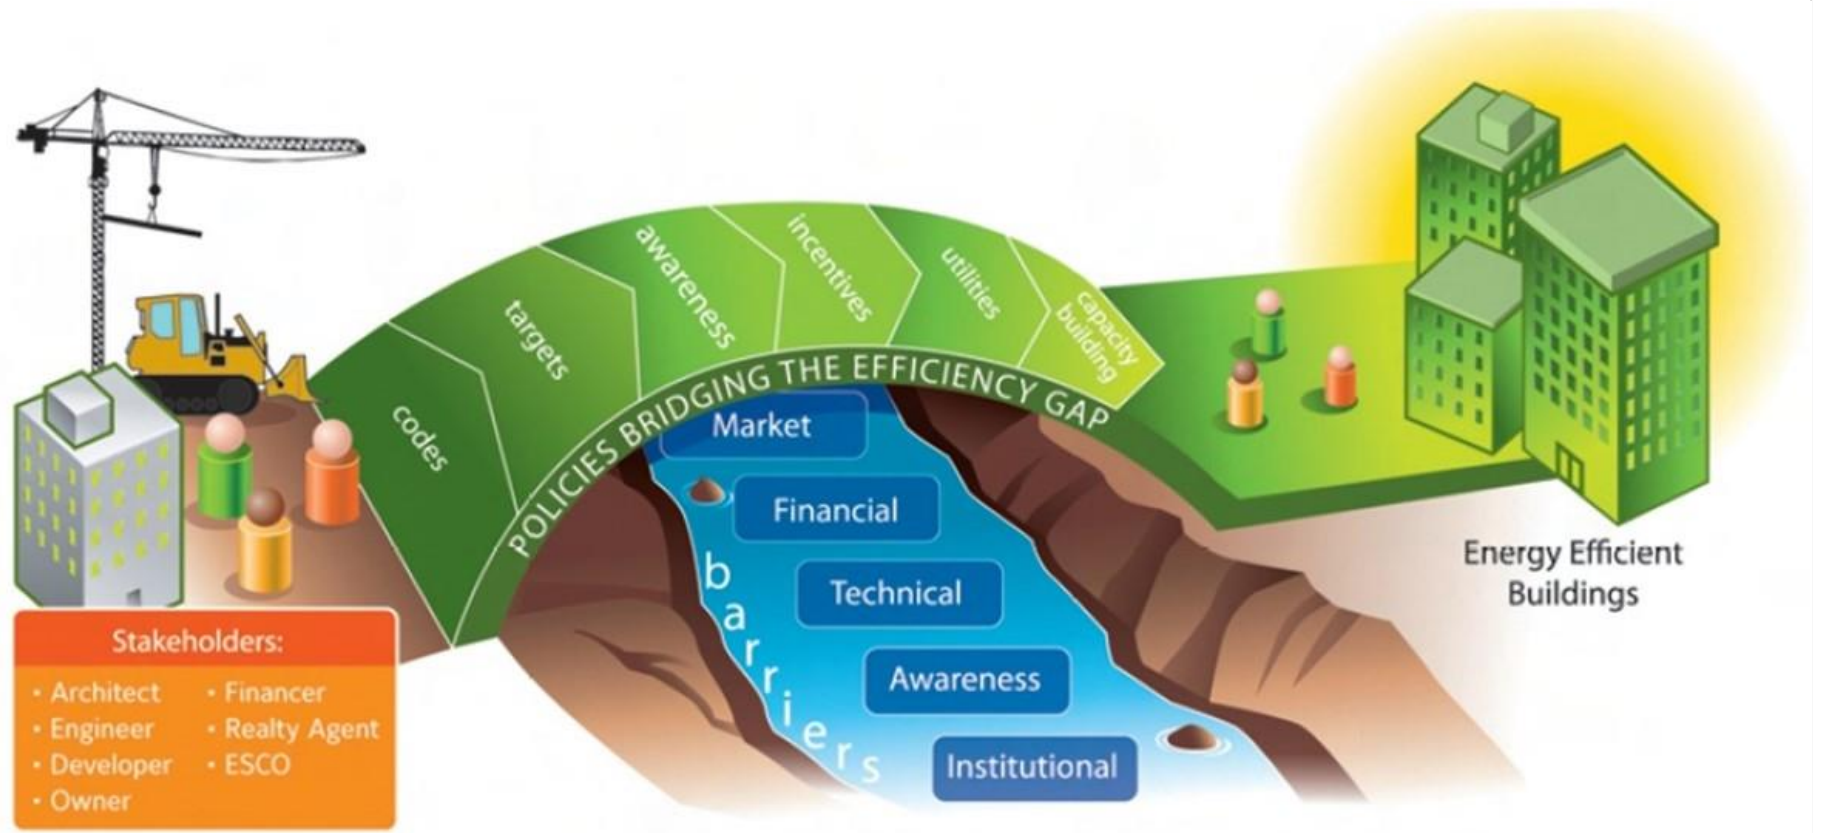 codes
targets
awareness
incentives
utilities
capacity
building
POLICIES BRIDGING THE EFFICIENCY GAP
Market
Financial
Technical
Awareness
Institutional
barriers
Energy Efficient
Buildings
Stakeholders:
• Architect
• Engineer
• Developer
• Owner
• Financer
• Realty Agent
• ESCO